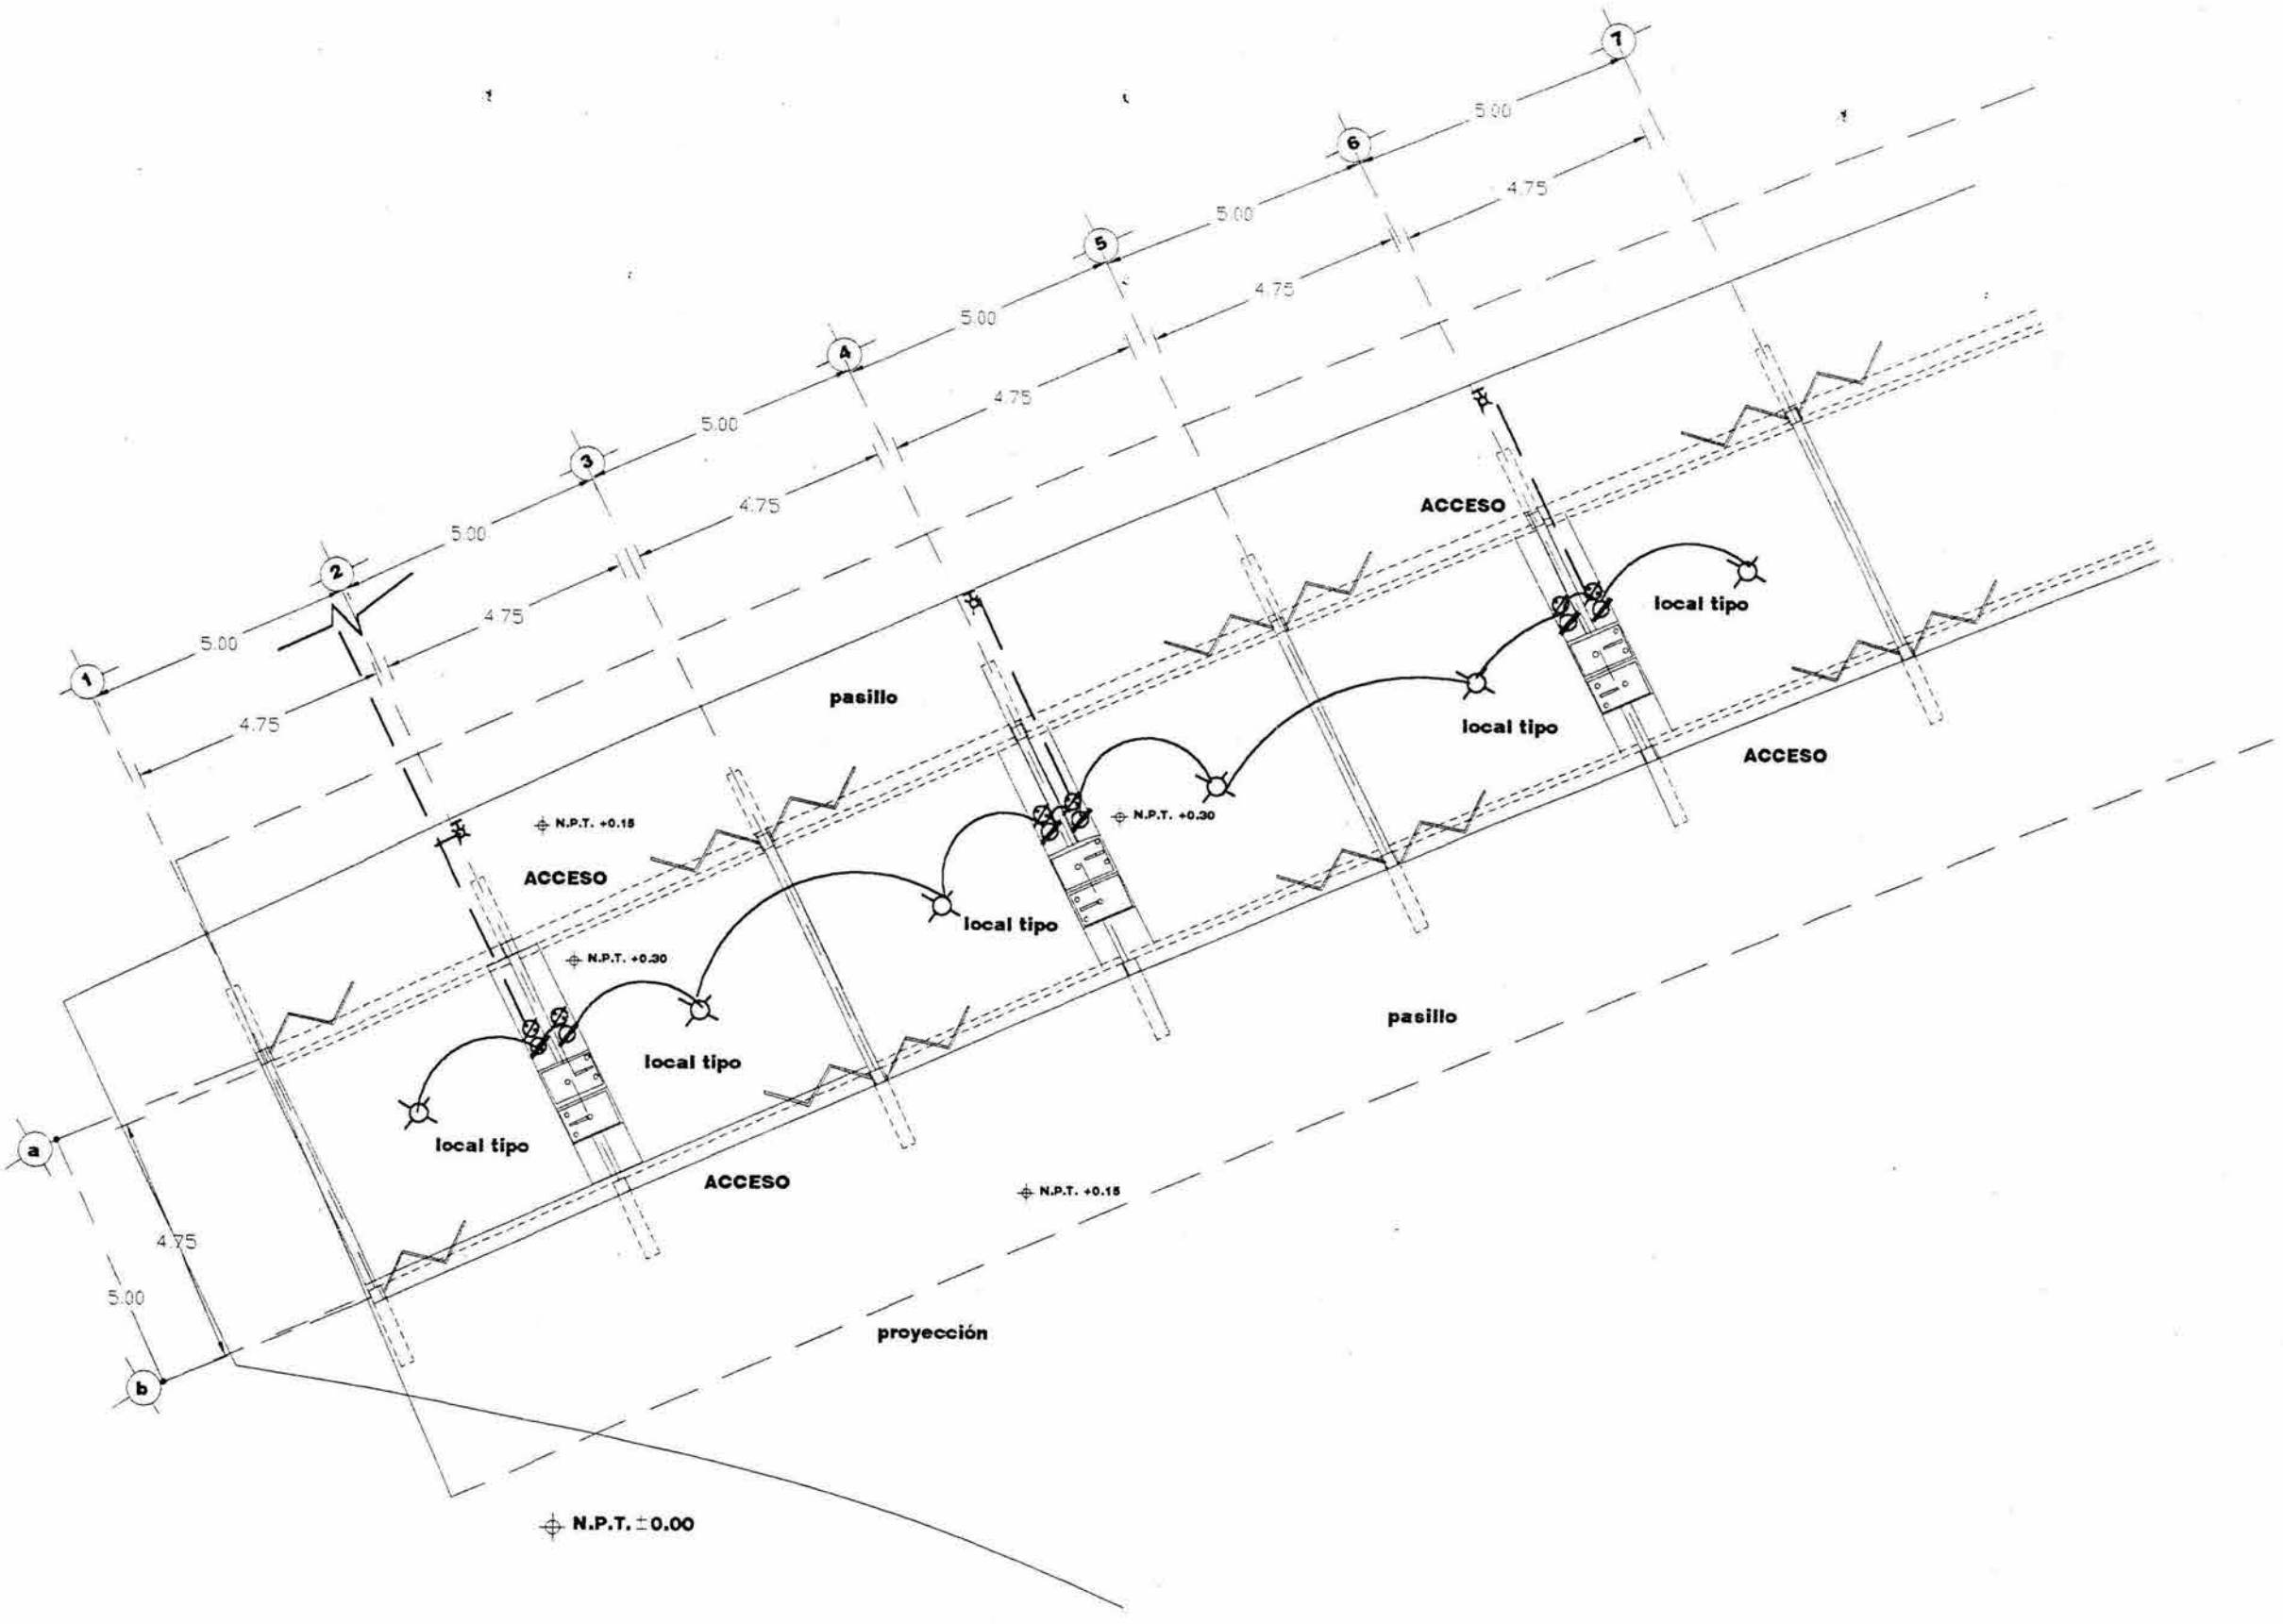 7
5.00
6
4.75
5.00
5
4.75
5.00
4
4.75
5.00
3
4.75
5.00
2
4.75
5.00
1
4.75
ACCESO
local tipo
pasillo
local tipo
ACCESO
N.P.T. +0.15
N.P.T. +0.30
ACCESO
local tipo
N.P.T. +0.30
pasillo
local tipo
local tipo
a
ACCESO
N.P.T. +0.15
4.75
5.00
proyección
b
N.P.T. ±0.00